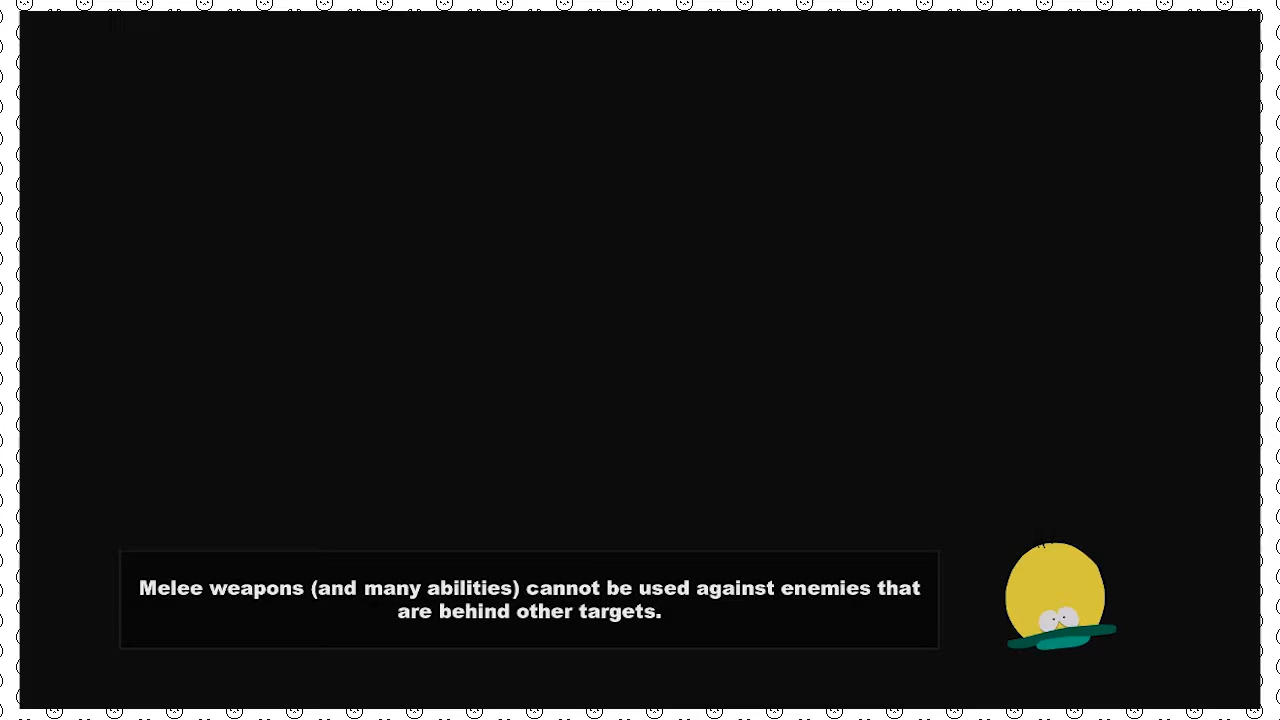 Melee weapons (and many abilities) cannot be used against enemies that
are behind other targets.